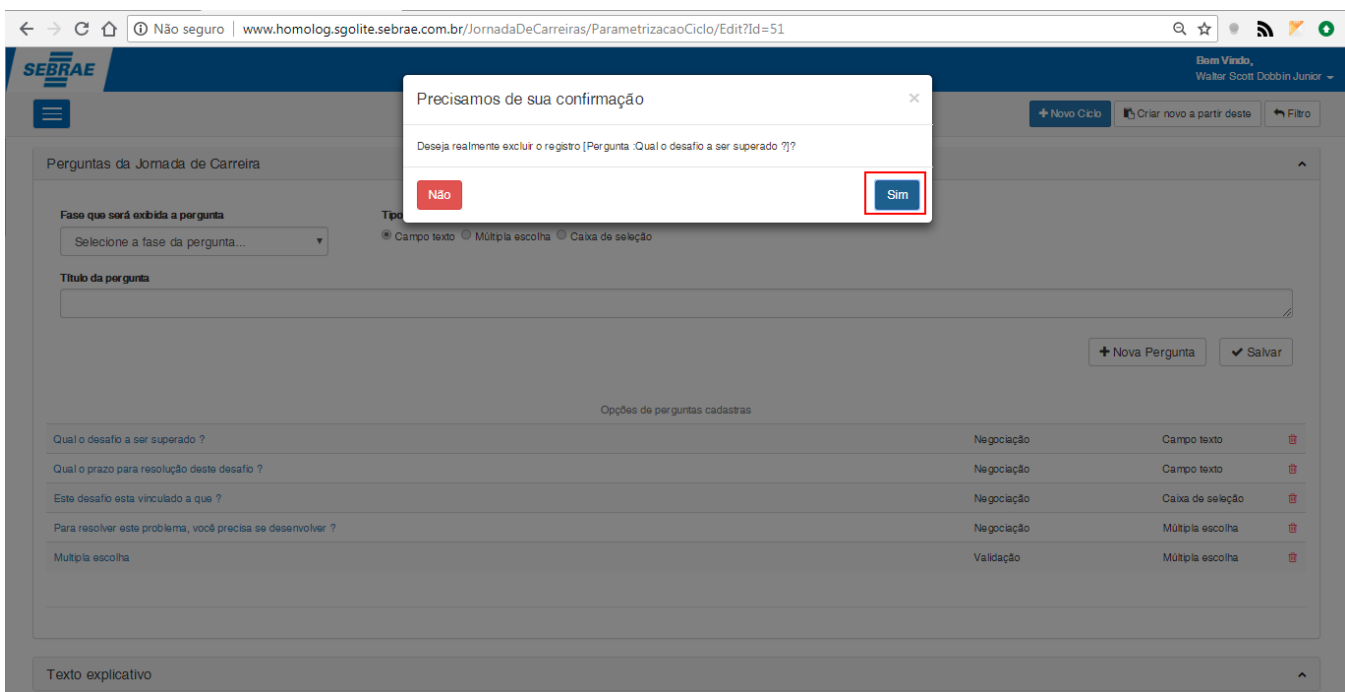 Não seguro | www.homolog.sgolite.sebrae.com.br/JornadaDeCarreiras/ParametrizacaoCiclo/Edit?Id=51
SEBRAE
Bem Vindo,
Walter Scott Dobbin Junior
Precisamos de sua confirmação ×
Novo Ciclo Criar novo a partir deste Filtro
Deseja realmente excluir o registro [Pergunta :Qual o desafio a ser superado ?]?
Não Sim
Perguntas da Jornada de Carreira
Fase que será exibida a pergunta Tipo
Selecione a fase da pergunta... Campo texto Múltipla escolha Caixa de seleção
Título da pergunta
Nova Pergunta Salvar
Opções de perguntas cadastras
Qual o desafio a ser superado ? Negociação Campo texto
Qual o prazo para resolução deste desafio ? Negociação Campo texto
Este desafio esta vinculado a que ? Negociação Caixa de seleção
Para resolver este problema, você precisa se desenvolver ? Negociação Múltipla escolha
Multipla escolha Validação Múltipla escolha
Texto explicativo